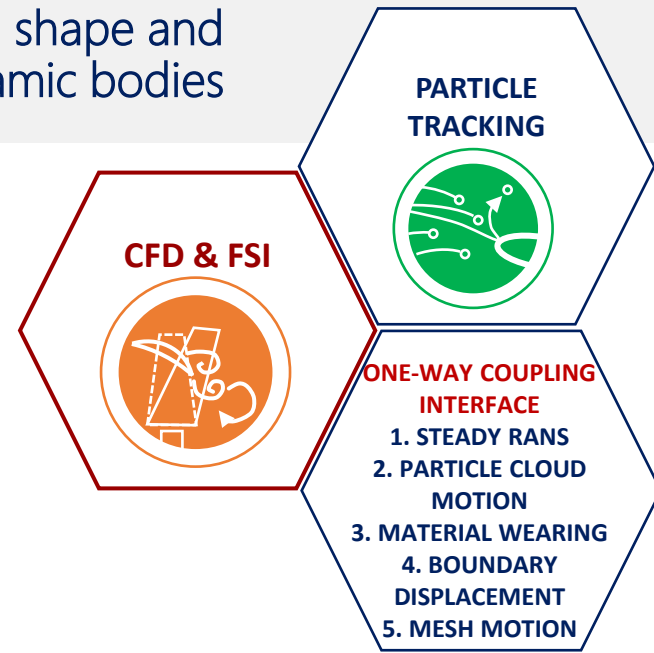 shape and
bodies
PARTICLE
TRACKING
CFD & FSI
ONE-WAY COUPLING
INTERFACE
1. STEADY RANS
2. PARTICLE CLOUD
MOTION
3. MATERIAL WEARING
4. BOUNDARY
DISPLACEMENT
5. MESH MOTION